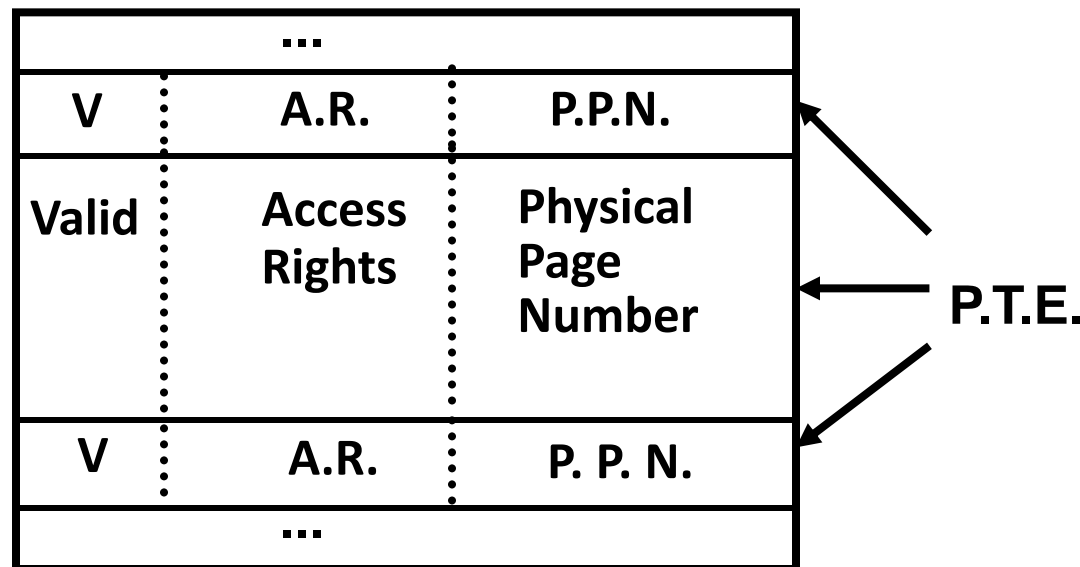 ...
V A.R. P.P.N.
Valid Access Rights Physical Page Number
P.T.E.
V A.R. P. P. N.
...